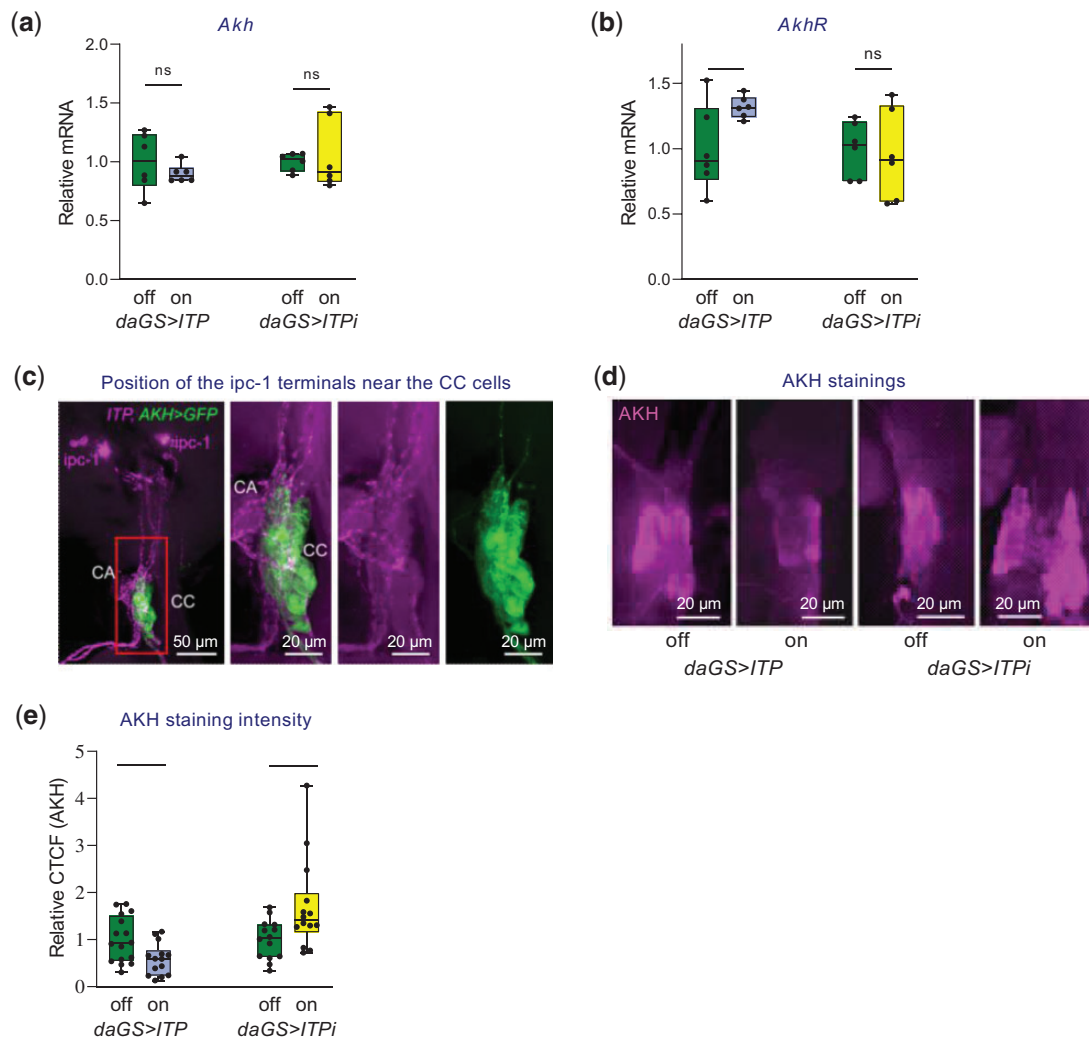 (a)
Akh
Relative mRNA
2.0
1.5
1.0
0.5
0.0
ns
ns
off on off on
daGS>ITP daGS>ITPi
(b)
AkhR
Relative mRNA
1.5
1.0
0.5
0.0
ns
off on off on
daGS>ITP daGS>ITPi
(c)
Position of the ipc-1 terminals near the CC cells
ITP, AKH>GFP
ipc-1
ipc-1
CA
CC
50 µm
CA
CC
20 µm
20 µm
20 µm
(d)
AKH stainings
AKH
20 µm 20 µm 20 µm 20 µm
off on off on
daGS>ITP daGS>ITPi
(e)
AKH staining intensity
Relative CTCF (AKH)
5
4
3
2
1
0
off on off on
daGS>ITP daGS>ITPi